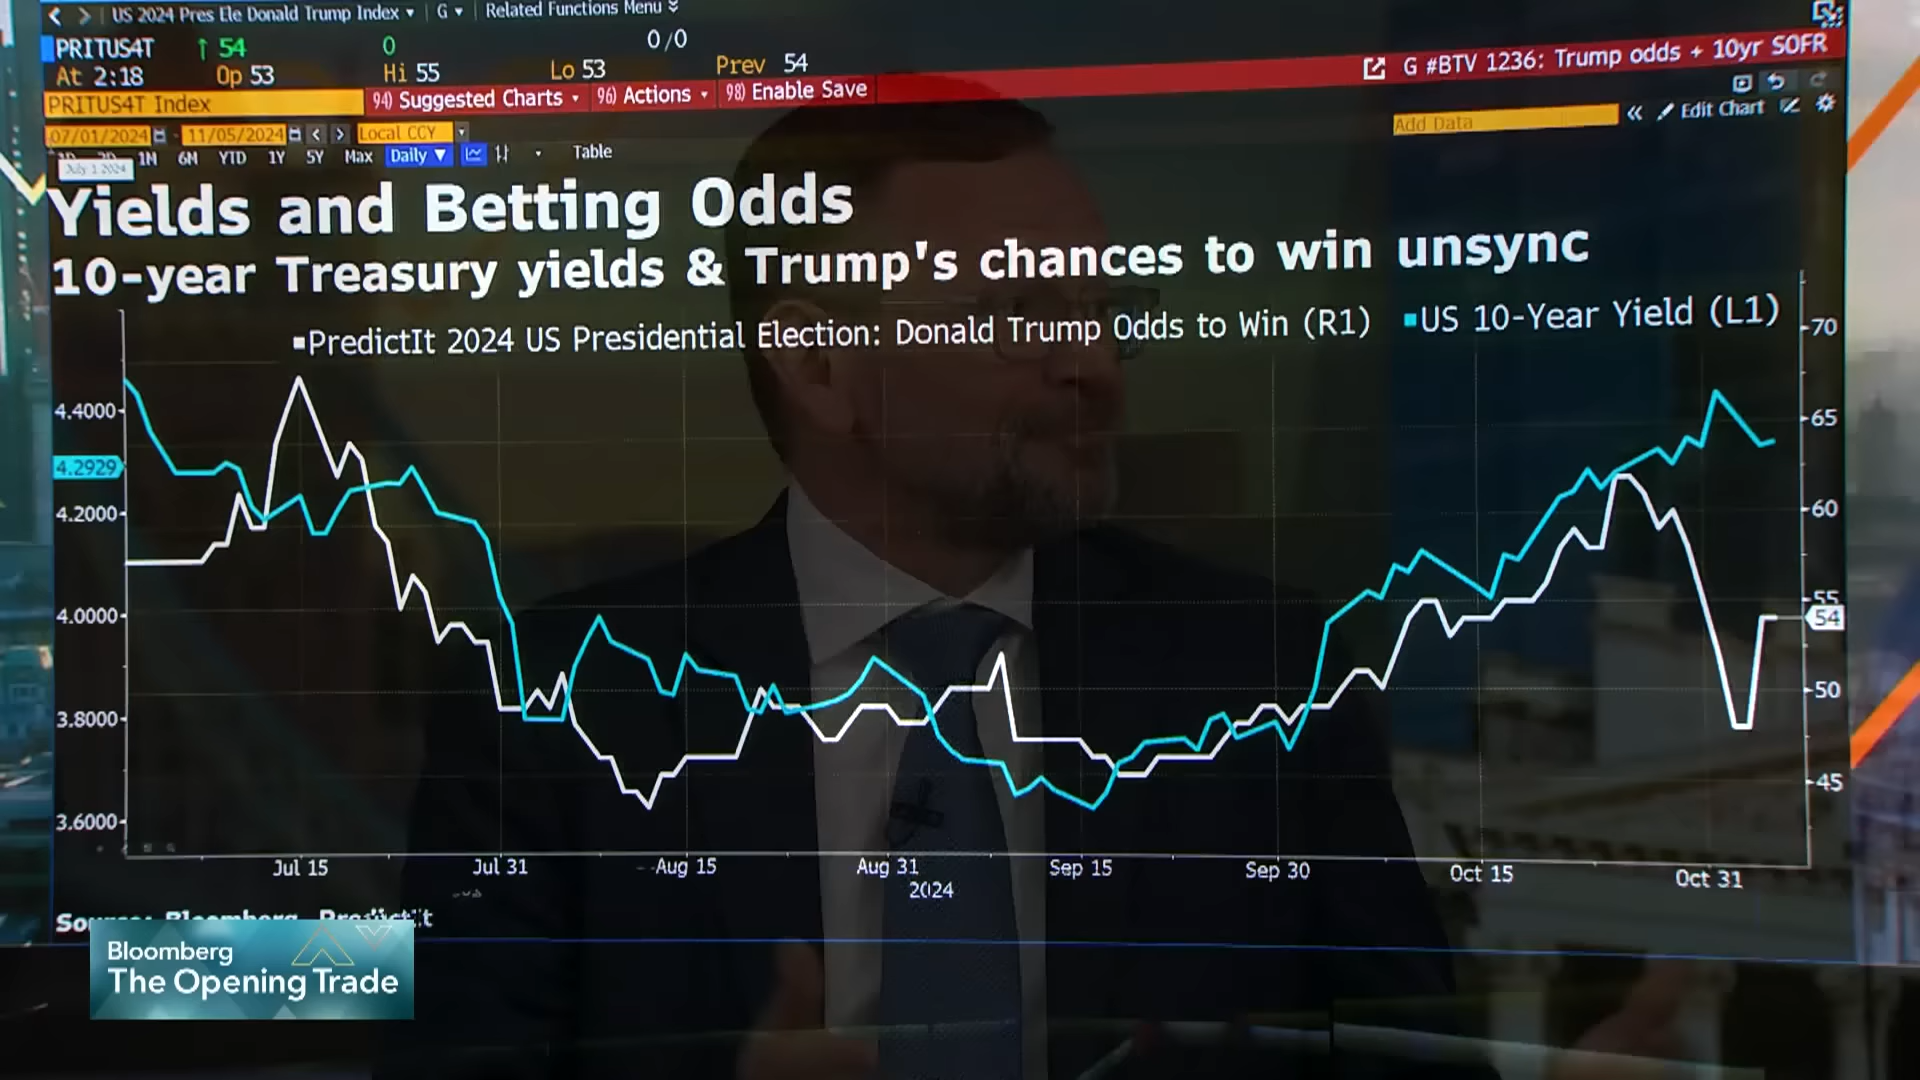 US 2024 Pres Ele Donald Trump Index G Related Functions Menu
PRITUS4T ↑ 54 0 0/0
At 2:18 Op 53 Hi 55 Lo 53 Prev 54
G #BTV 1236: Trump odds + 10yr SOFR
PRITUS4T Index 94) Suggested Charts 96) Actions 98) Enable Save
07/01/2024 - 11/05/2024 Local CCY Add Data « Edit Chart
1M 6M YTD 1Y 5Y Max Daily ▼ Table
July 1 2024
Yields and Betting Odds
10-year Treasury yields & Trump's chances to win unsync
PredictIt 2024 US Presidential Election: Donald Trump Odds to Win (R1) US 10-Year Yield (L1)
70
4.4000 65
4.2929
4.2000 60
4.0000 55
54
3.8000 50
3.6000 45
Jul 15 Jul 31 Aug 15 Aug 31 Sep 15 Sep 30 Oct 15 Oct 31
2024
Bloomberg
The Opening Trade